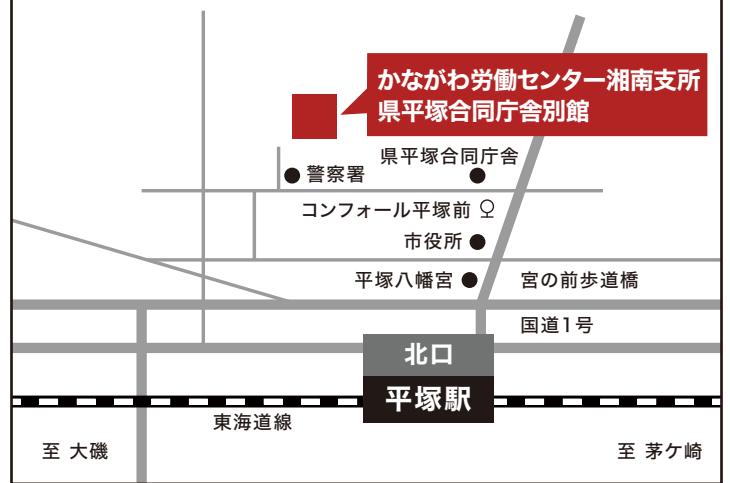 かながわ労働センター湘南支所
県平塚合同庁舎別館
県平塚合同庁舎
警察署
コンフォール平塚前
市役所
平塚八幡宮
宮の前歩道橋
国道1号
北口
平塚駅
東海道線
至 大磯
至 茅ケ崎